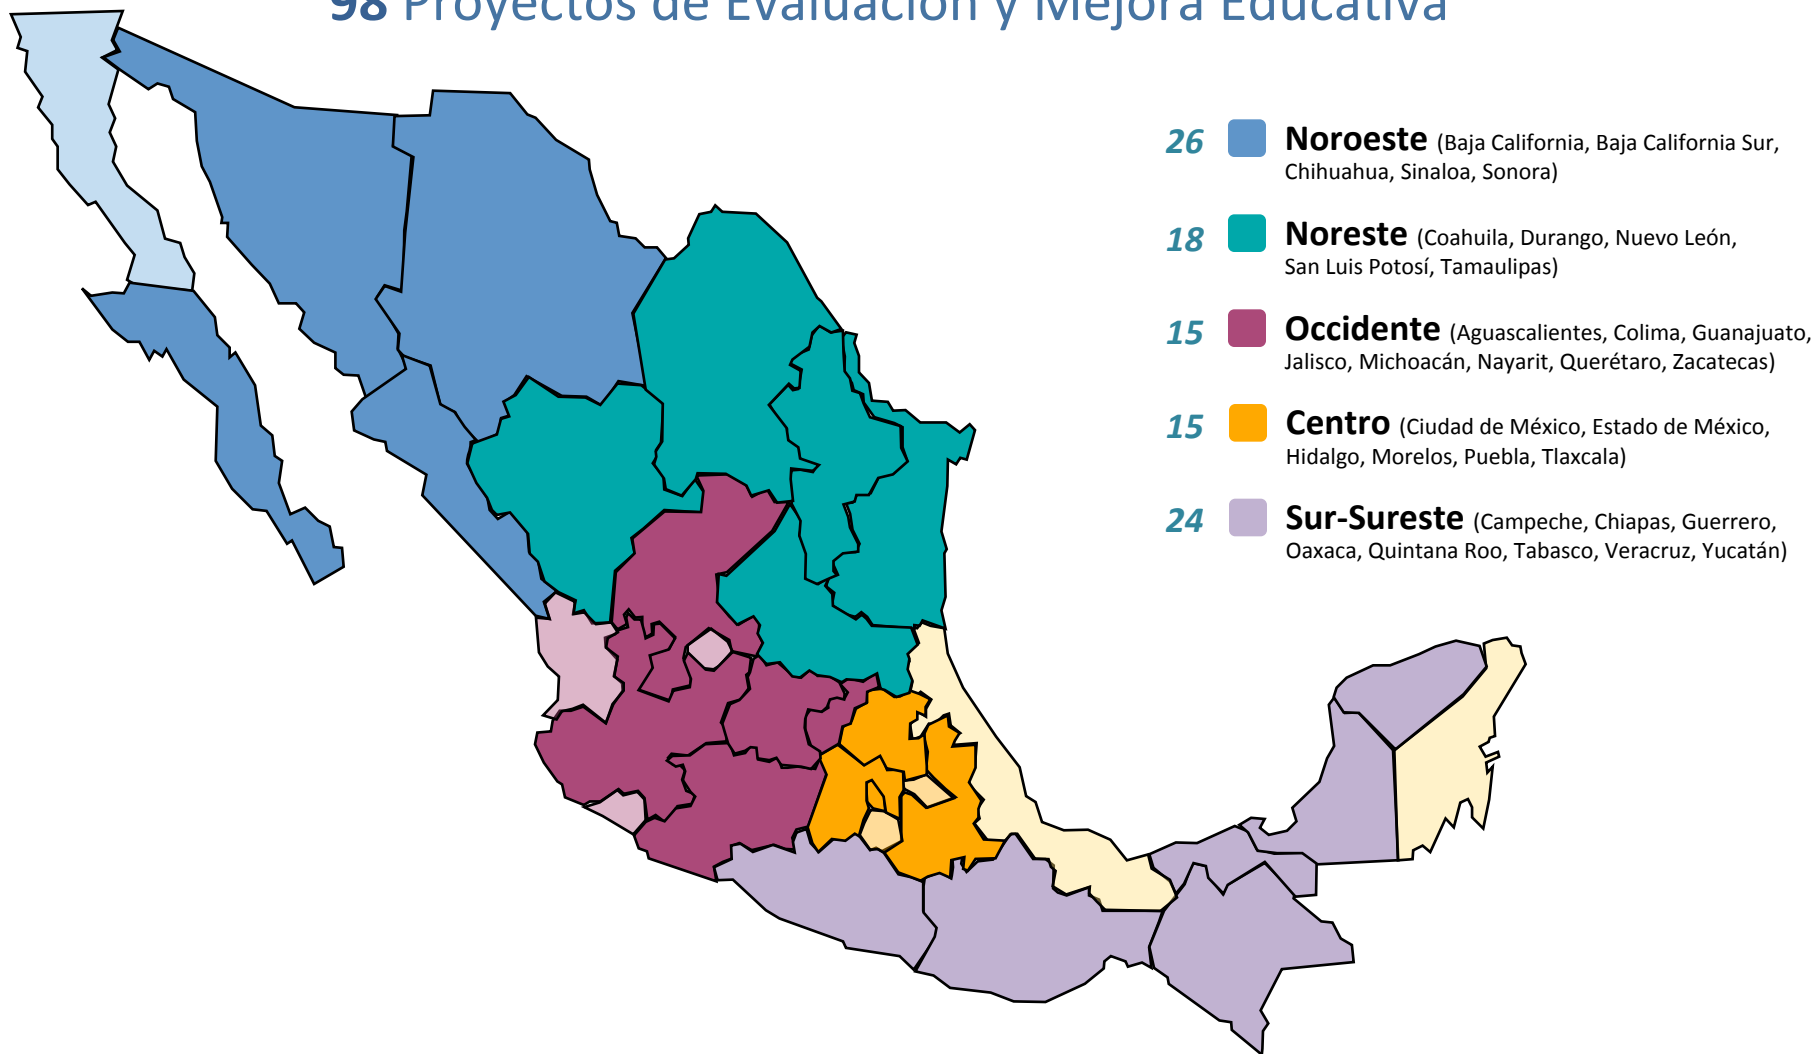 98 Proyectos de Evaluación y Mejora Educativa
26 Noroeste (Baja California, Baja California Sur,
Chihuahua, Sinaloa, Sonora)
18 Noreste (Coahuila, Durango, Nuevo León,
San Luis Potosí, Tamaulipas)
15 Occidente (Aguascalientes, Colima, Guanajuato,
Jalisco, Michoacán, Nayarit, Querétaro, Zacatecas)
15 Centro (Ciudad de México, Estado de México,
Hidalgo, Morelos, Puebla, Tlaxcala)
24 Sur-Sureste (Campeche, Chiapas, Guerrero,
Oaxaca, Quintana Roo, Tabasco, Veracruz, Yucatán)